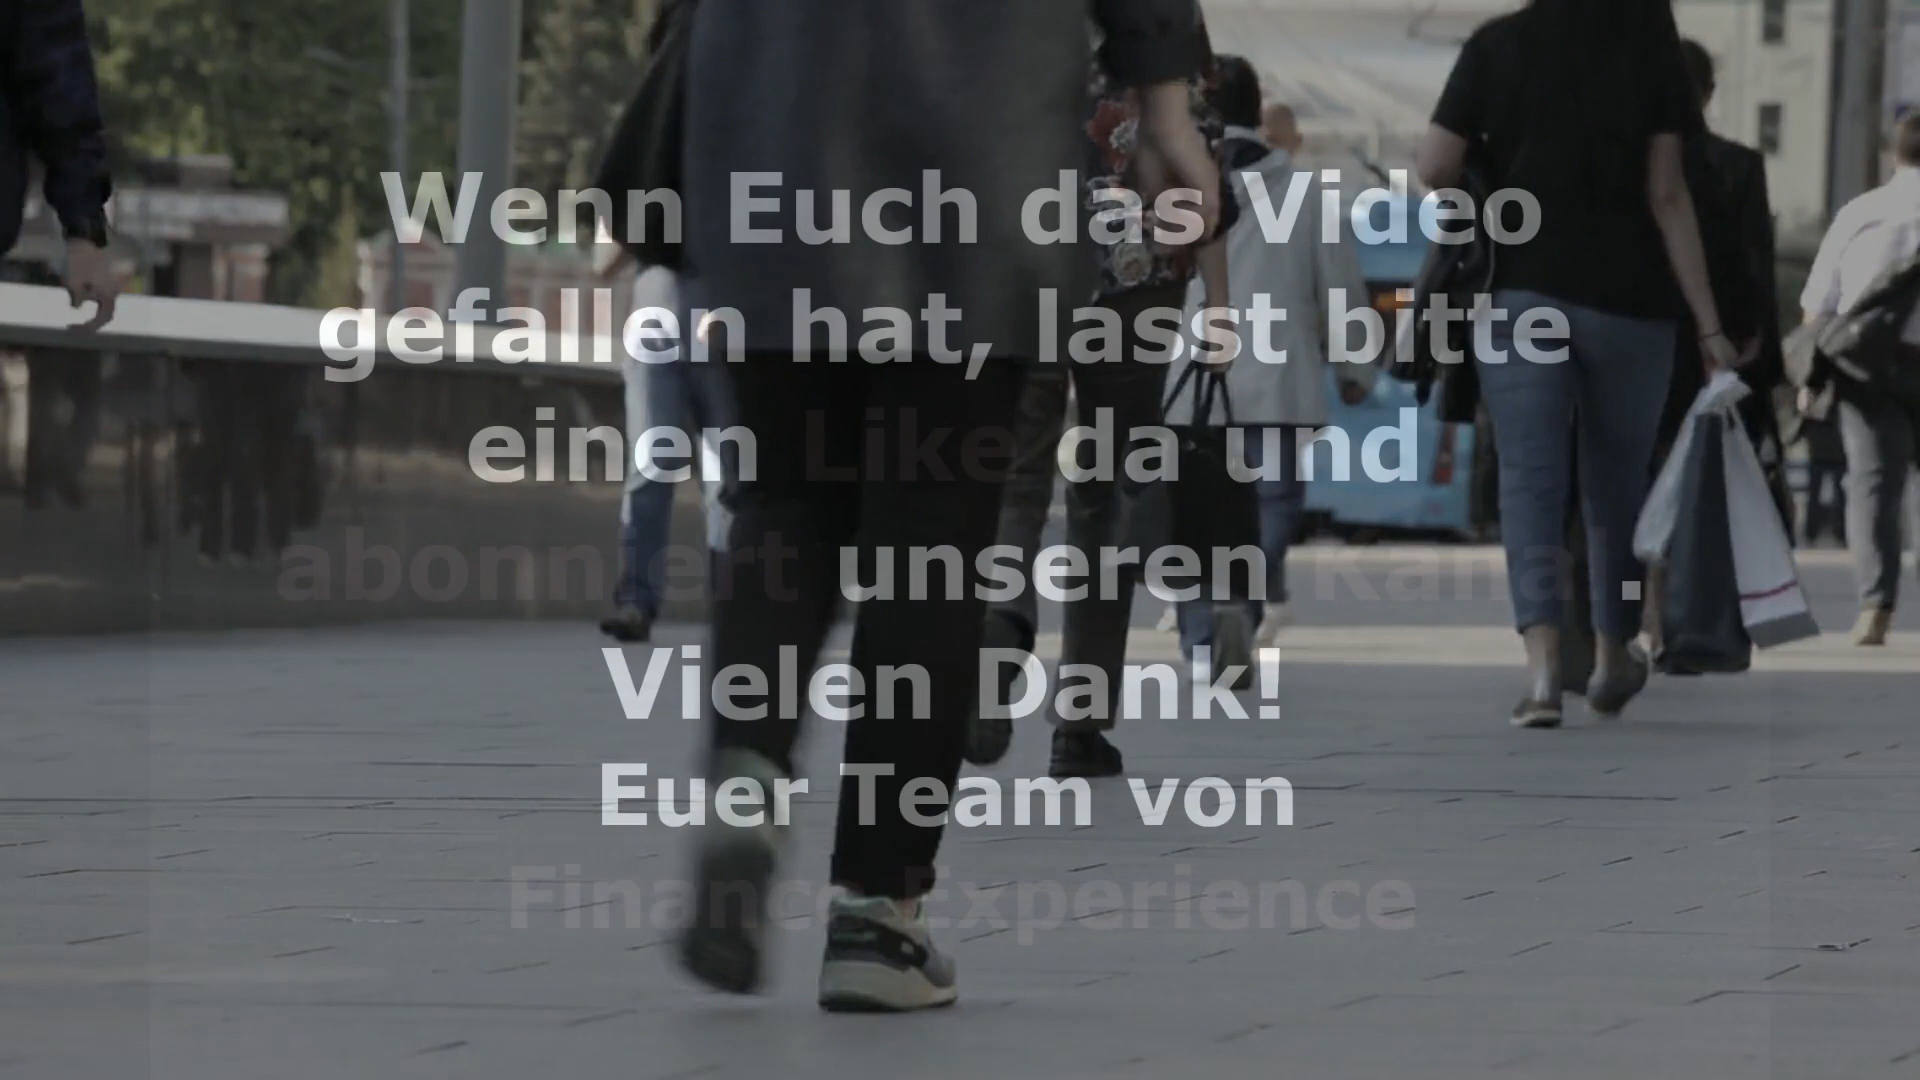 Wenn Euch das Video
gefallen hat, lasst bitte
einen Like da und
abonniert unseren Kanal.
Vielen Dank!
Euer Team von
Finance Experience